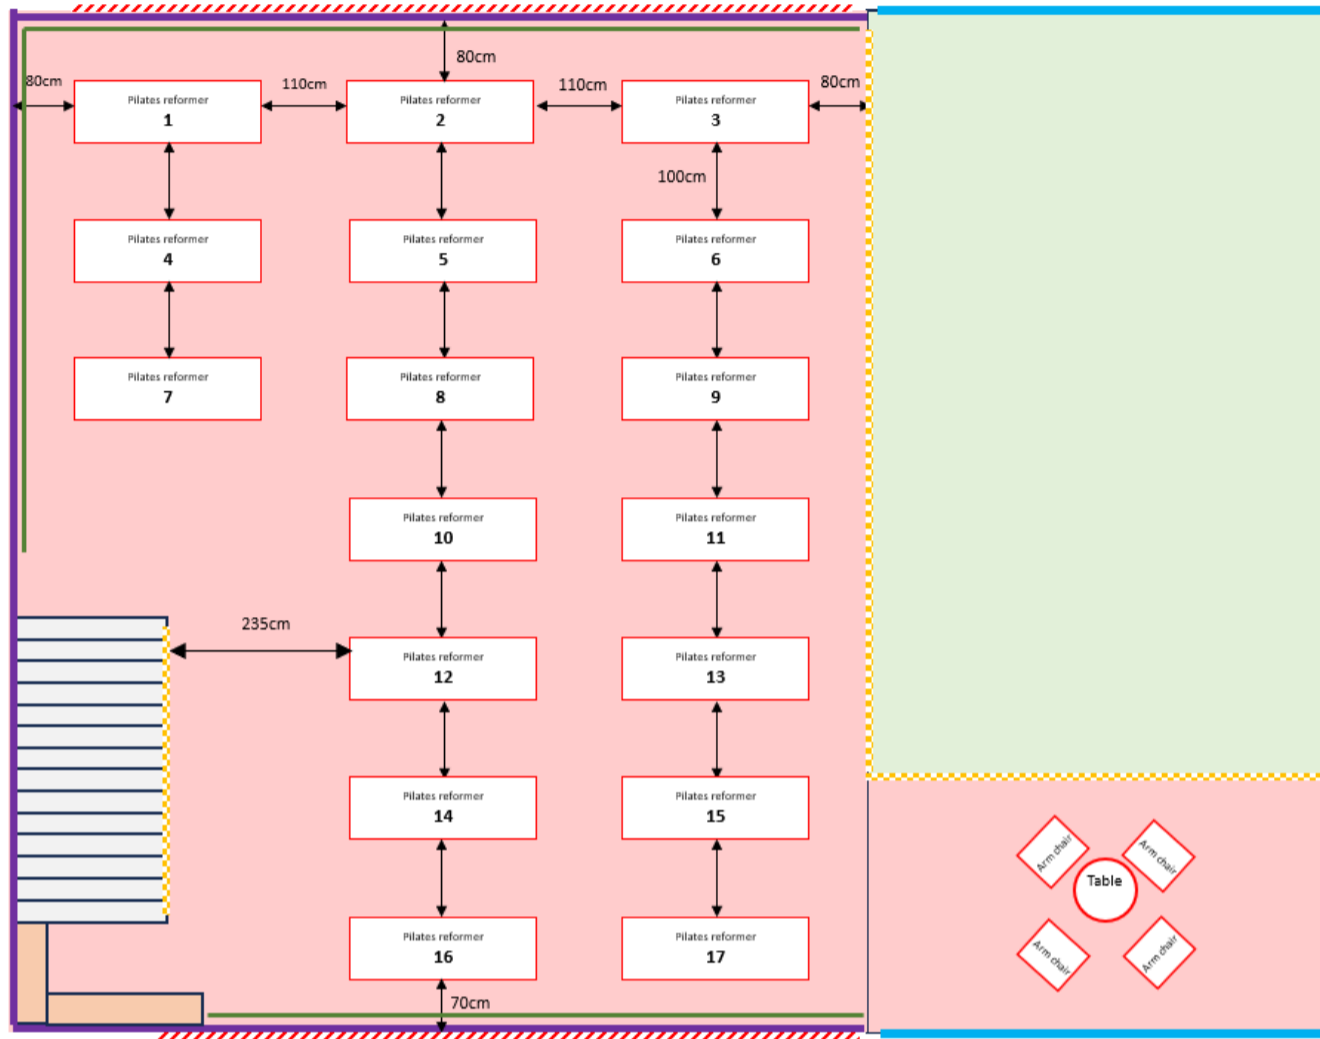 80cm
80cm
110cm
110cm
80cm
Pilates reformer
1
Pilates reformer
2
Pilates reformer
3
100cm
Pilates reformer
4
Pilates reformer
5
Pilates reformer
6
Pilates reformer
7
Pilates reformer
8
Pilates reformer
9
Pilates reformer
10
Pilates reformer
11
235cm
Pilates reformer
12
Pilates reformer
13
Pilates reformer
14
Pilates reformer
15
Arm chair
Arm chair
Table
Pilates reformer
16
Pilates reformer
17
Arm chair
Arm chair
70cm